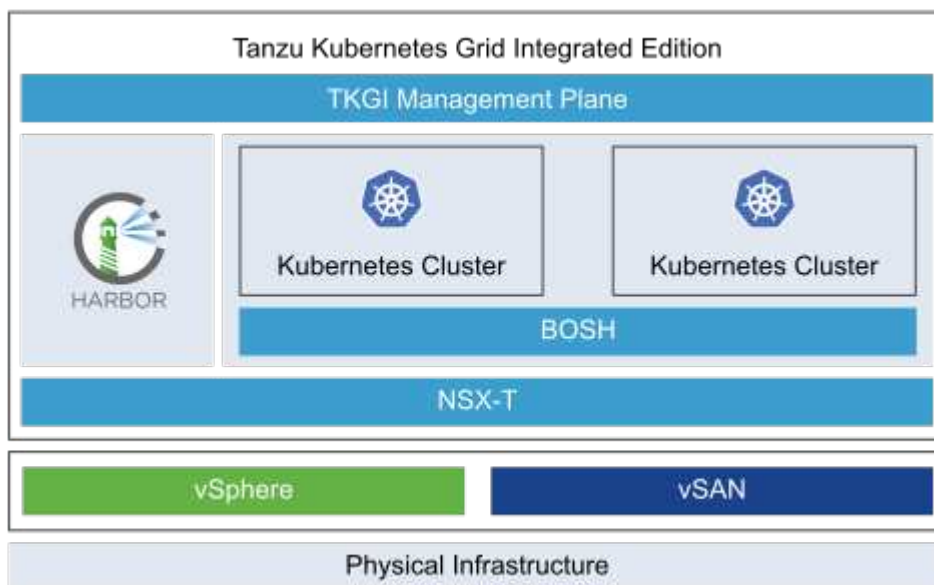 Tanzu Kubernetes Grid Integrated Edition
TKGI Management Plane
HARBOR
Kubernetes Cluster
Kubernetes Cluster
BOSH
NSX-T
vSphere
vSAN
Physical Infrastructure